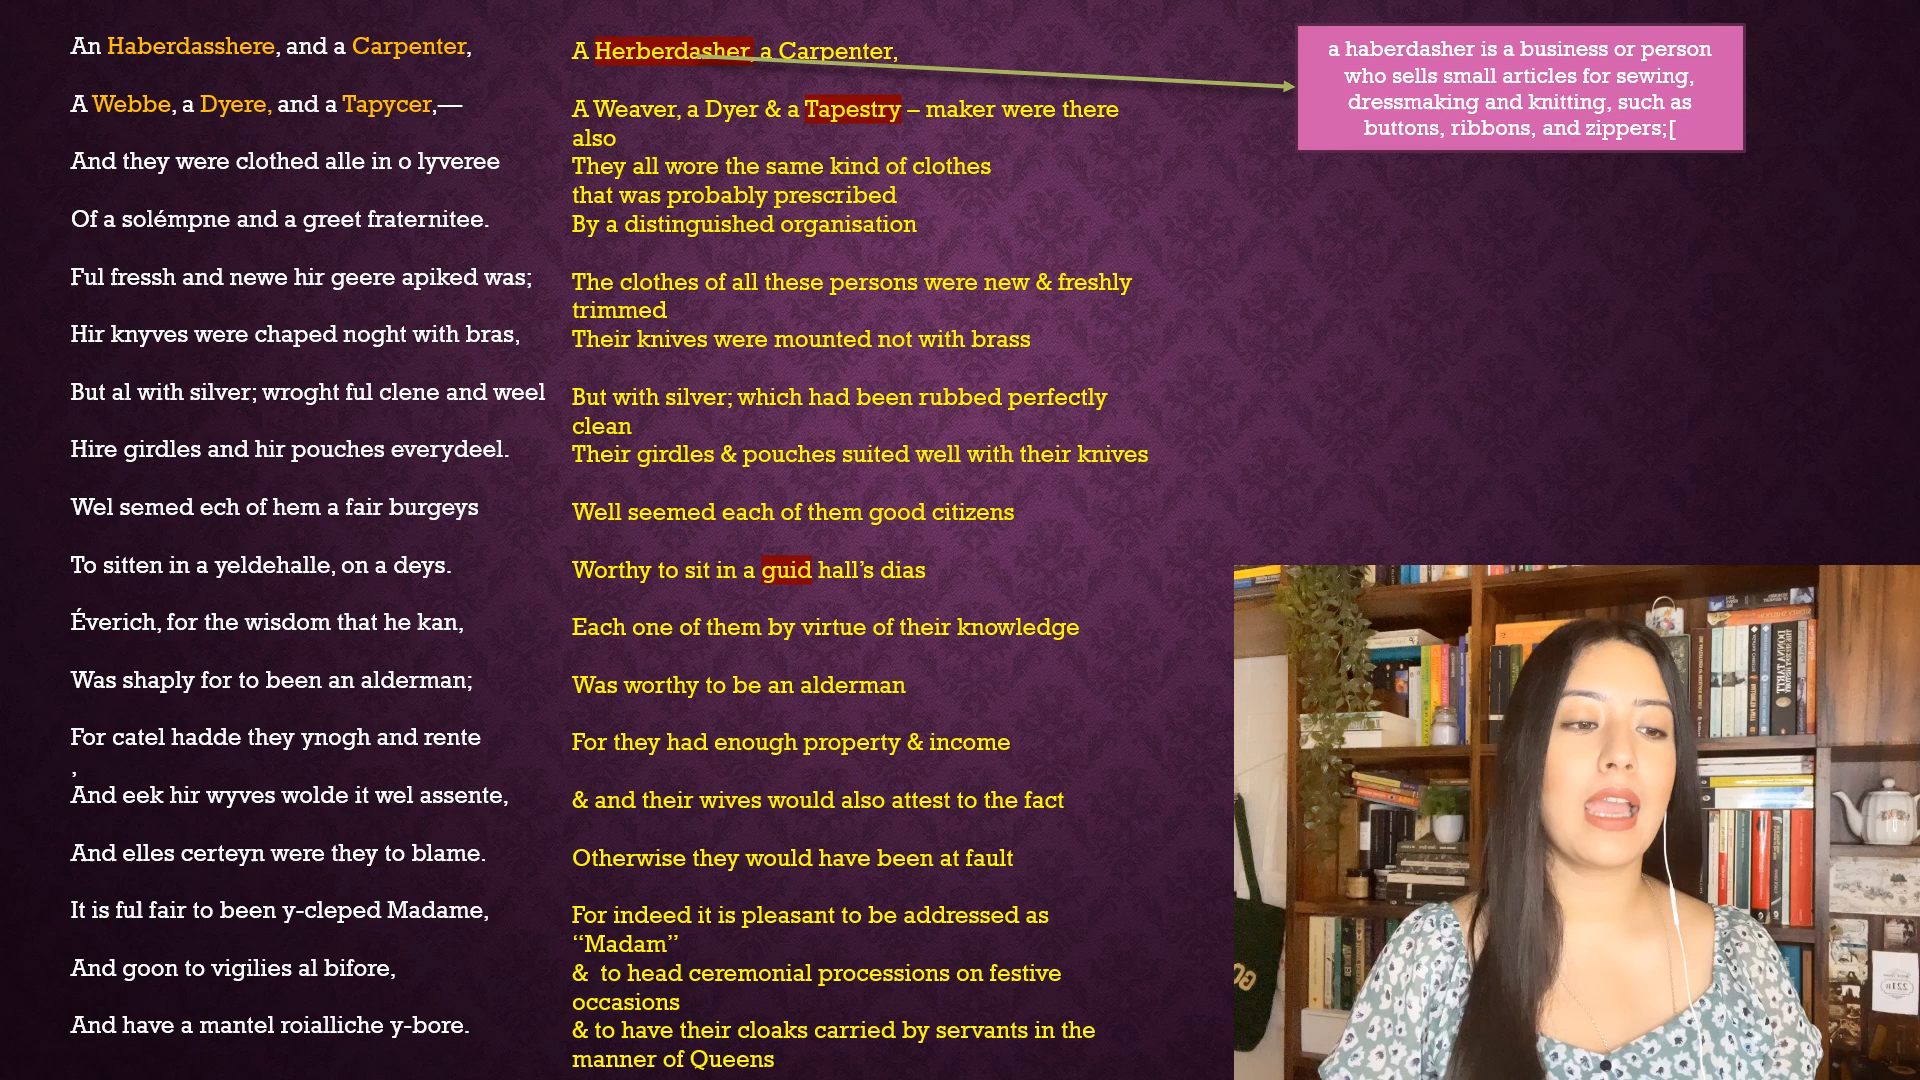 An Haberdasshere, and a Carpenter,
A Webbe, a Dyere, and a Tapycer,—
And they were clothed alle in o lyveree
Of a solémpne and a greet fraternitee.
Ful fressh and newe hir geere apiked was;
Hir knyves were chaped noght with bras,
But al with silver; wroght ful clene and weel
Hire girdles and hir pouches everydeel.
Wel semed ech of hem a fair burgeys
To sitten in a yeldehalle, on a deys.
Éverich, for the wisdom that he kan,
Was shaply for to been an alderman;
For catel hadde they ynogh and rente
,
And eek hir wyves wolde it wel assente,
And elles certeyn were they to blame.
It is ful fair to been y-cleped Madame,
And goon to vigilies al bifore,
And have a mantel roialliche y-bore.
A Herberdasher, a Carpenter,
A Weaver, a Dyer & a Tapestry – maker were there
also
They all wore the same kind of clothes
that was probably prescribed
By a distinguished organisation
The clothes of all these persons were new & freshly
trimmed
Their knives were mounted not with brass
But with silver; which had been rubbed perfectly
clean
Their girdles & pouches suited well with their knives
Well seemed each of them good citizens
Worthy to sit in a guid hall’s dias
Each one of them by virtue of their knowledge
Was worthy to be an alderman
For they had enough property & income
& and their wives would also attest to the fact
Otherwise they would have been at fault
For indeed it is pleasant to be addressed as
“Madam”
& to head ceremonial processions on festive
occasions
& to have their cloaks carried by servants in the
manner of Queens
a haberdasher is a business or person
who sells small articles for sewing,
dressmaking and knitting, such as
buttons, ribbons, and zippers;[
DONNA TARTT
221B